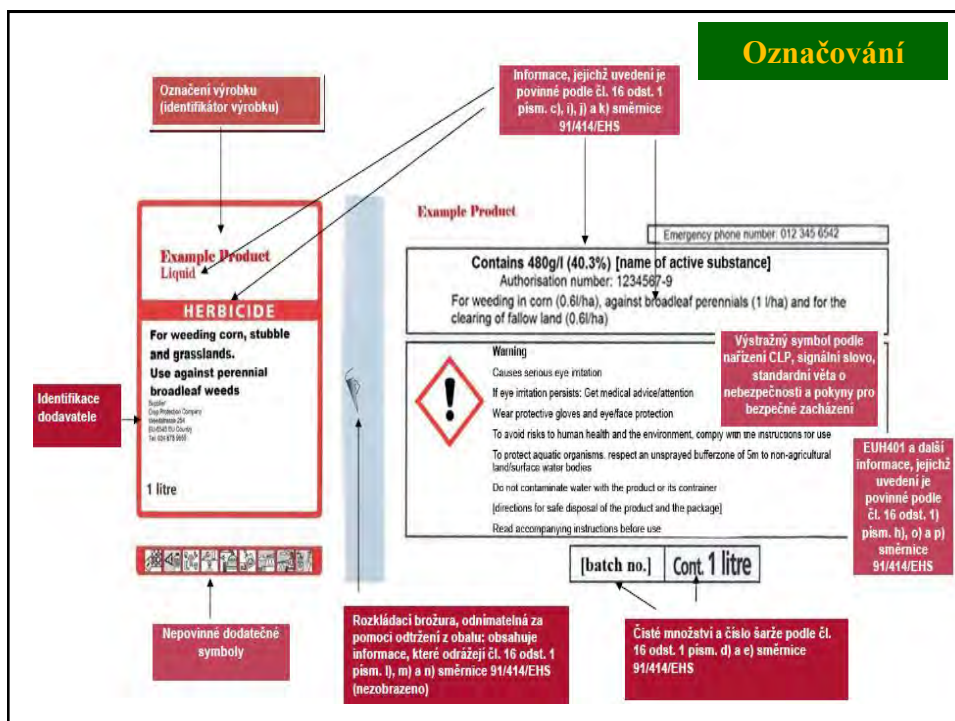 Označování
Označení výrobku
(identifikátor výrobku)
Informace, jejichž uvedení je
povinné podle čl. 16 odst. 1
písm. c), i), j) a k) směrnice
91/414/EHS
Example Product
Liquid
HERBICIDE
For weeding corn, stubble
and grasslands.
Use against perennial
broadleaf weeds
Supplier
Crop Protection Company
EU Country
1 litre
Identifikace
dodavatele
Nepovinné dodatečné
symboly
Example Product
Emergency phone number: 012 345 6542
Contains 480g/l (40.3%) [name of active substance]
Authorisation number: 1234567-9
For weeding in corn (0.6l/ha), against broadleaf perennials (1 l/ha) and for the
clearing of fallow land (0.6l/ha)
Warning
Causes serious eye irritation
If eye irritation persists: Get medical advice/attention
Wear protective gloves and eye/face protection
To avoid risks to human health and the environment, comply with the instructions for use
To protect aquatic organisms, respect an unsprayed bufferzone of 5m to non-agricultural
land/surface water bodies
Do not contaminate water with the product or its container
[directions for safe disposal of the product and the package]
Read accompanying instructions before use
Výstražný symbol podle
nařízení CLP, signální slovo,
standardní věta o
nebezpečnosti a pokyny pro
bezpečné zacházení
EUH401 a další
informace, jejichž
uvedení je
povinné podle
čl. 16 odst. 1)
písm. h), o) a p)
směrnice
91/414/EHS
[batch no.] Cont. 1 litre
Rozkládací brožura, odnímatelná za
pomoci odtržení z obalu: obsahuje
informace, které odrážejí čl. 16 odst. 1
písm. l), m) a n) směrnice 91/414/EHS
(nezobrazeno)
Čisté množství a číslo šarže podle čl.
16 odst. 1 písm. d) a e) směrnice
91/414/EHS